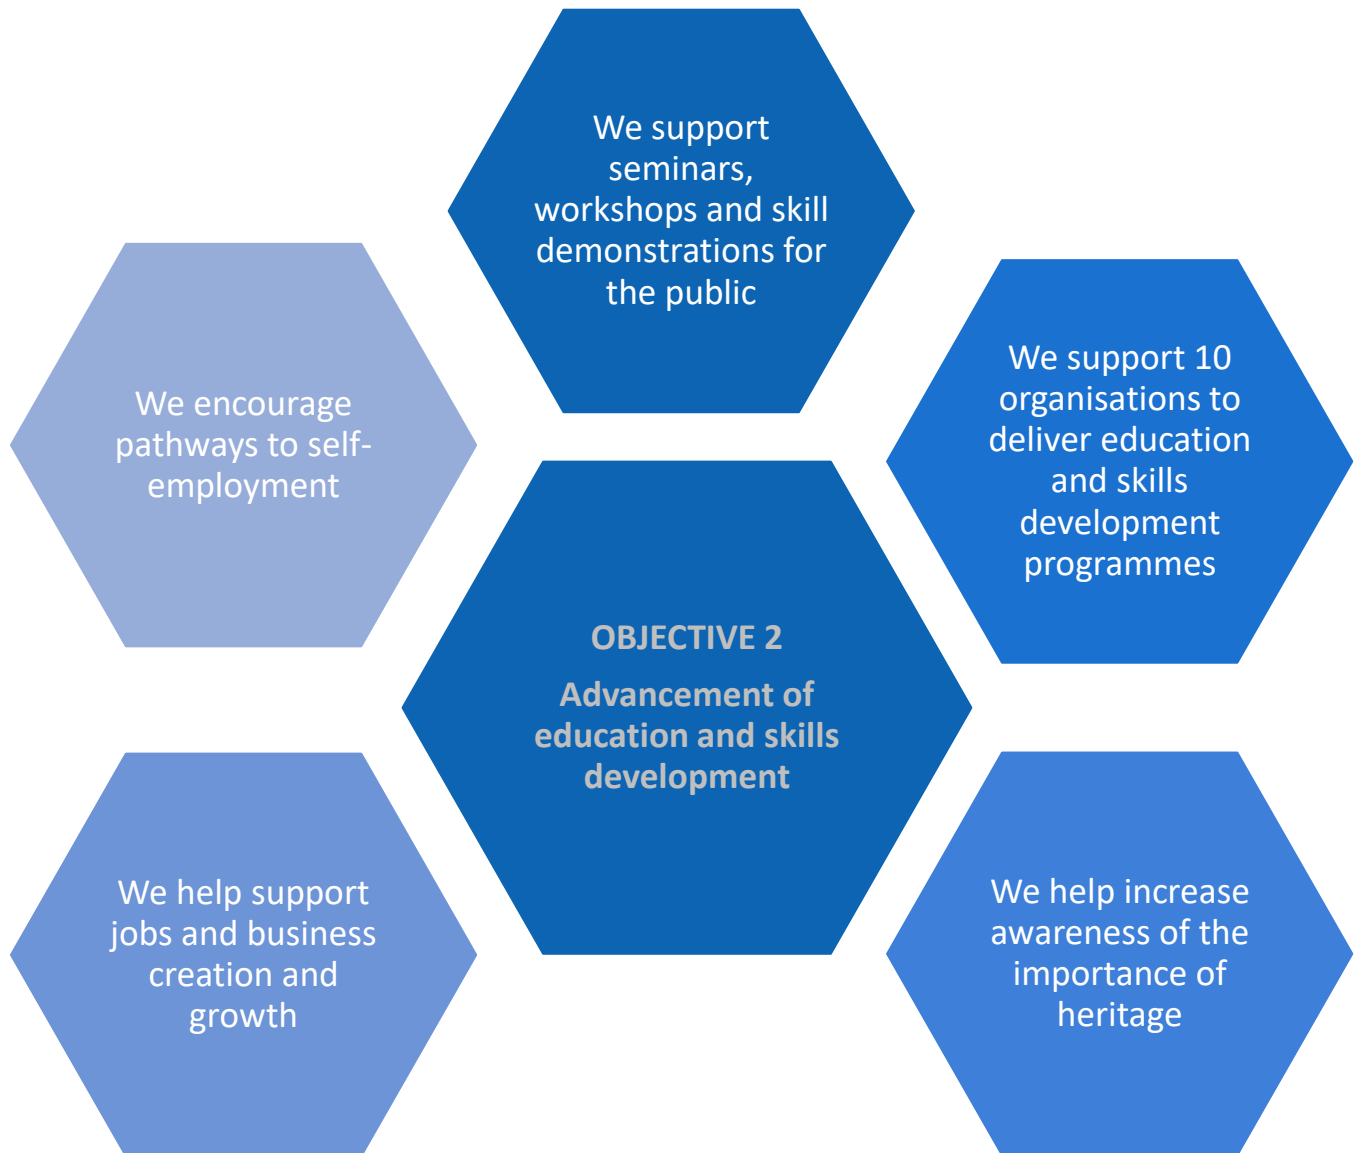 We support
seminars,
workshops and skill
demonstrations for
the public
We encourage
pathways to self-
employment
We support 10
organisations to
deliver education
and skills
development
programmes
OBJECTIVE 2
Advancement of
education and skills
development
We help support
jobs and business
creation and
growth
We help increase
awareness of the
importance of
heritage